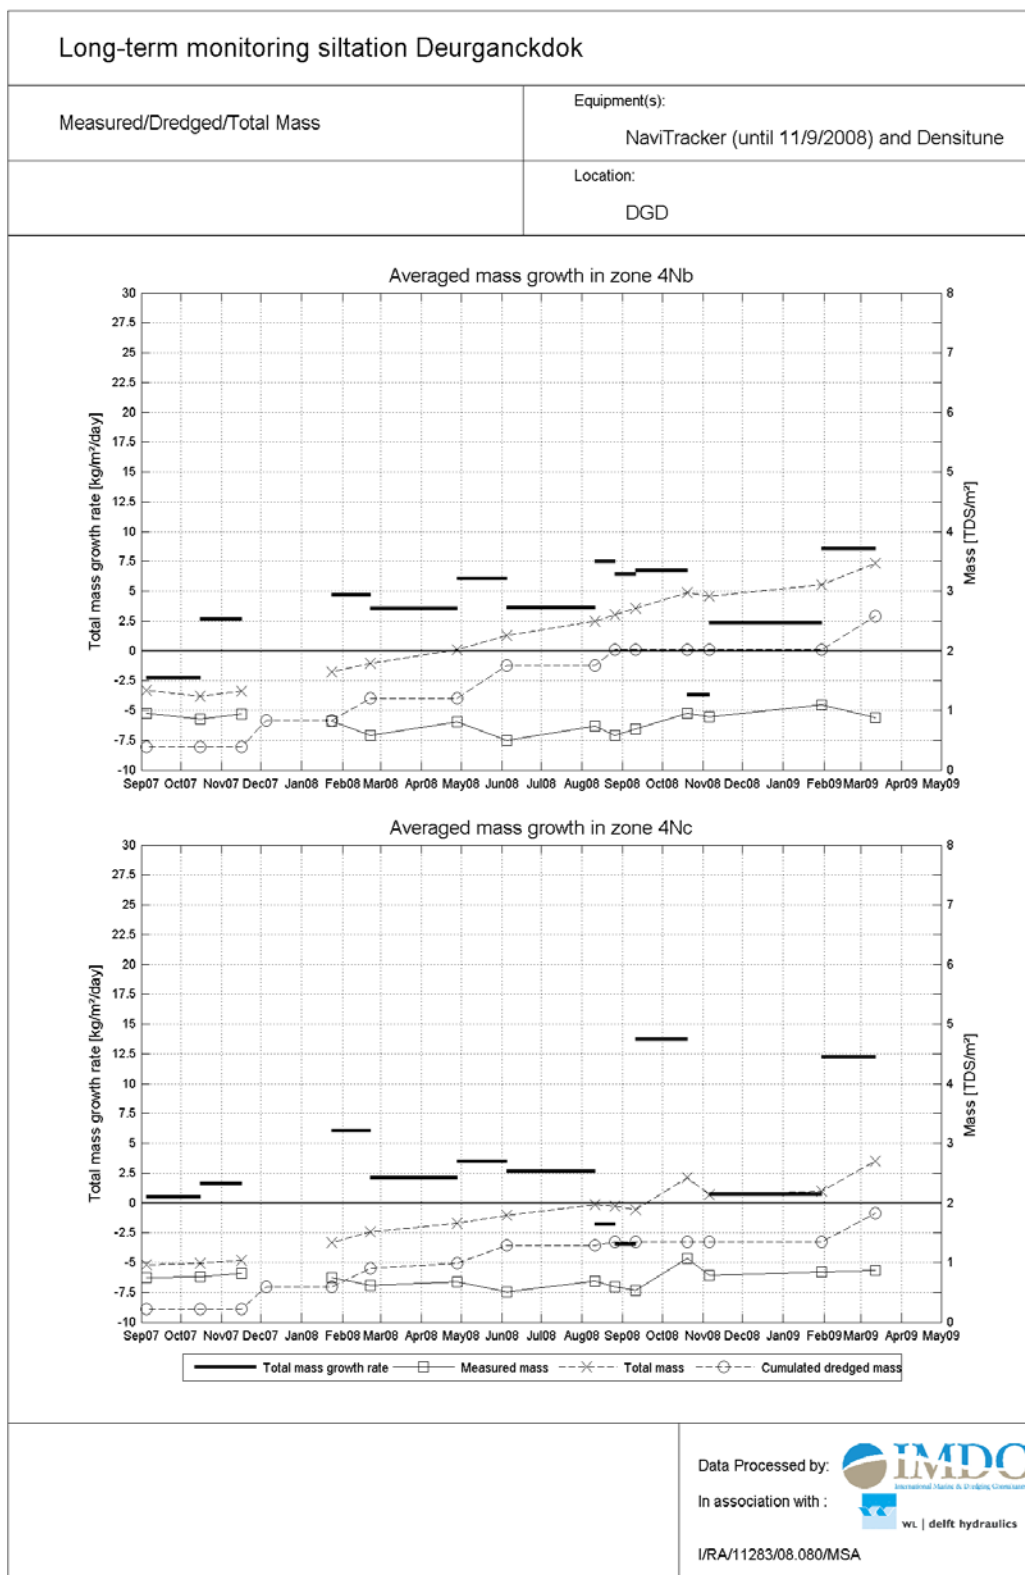 Long-term monitoring siltation Deurganckdok
Measured/Dredged/Total Mass
Equipment(s):
NaviTracker (until 11/9/2008) and Densitune
Location:
DGD
Averaged mass growth in zone 4Nb
30
27.5
25
22.5
20
17.5
15
12.5
10
7.5
5
2.5
0
-2.5
-5
-7.5
-10
Total mass growth rate [kg/m²/day]
8
7
6
5
4
3
2
1
0
Mass [TDS/m²]
Sep07 Oct07 Nov07 Dec07 Jan08 Feb08 Mar08 Apr08 May08 Jun08 Jul08 Aug08 Sep08 Oct08 Nov08 Dec08 Jan09 Feb09 Mar09 Apr09 May09
Averaged mass growth in zone 4Nc
30
27.5
25
22.5
20
17.5
15
12.5
10
7.5
5
2.5
0
-2.5
-5
-7.5
-10
Total mass growth rate [kg/m²/day]
8
7
6
5
4
3
2
1
0
Mass [TDS/m²]
Sep07 Oct07 Nov07 Dec07 Jan08 Feb08 Mar08 Apr08 May08 Jun08 Jul08 Aug08 Sep08 Oct08 Nov08 Dec08 Jan09 Feb09 Mar09 Apr09 May09
Total mass growth rate Measured mass Total mass Cumulated dredged mass
Data Processed by:
IMDC
International Marine & Dredging Consultants
In association with :
WL | delft hydraulics
I/RA/11283/08.080/MSA